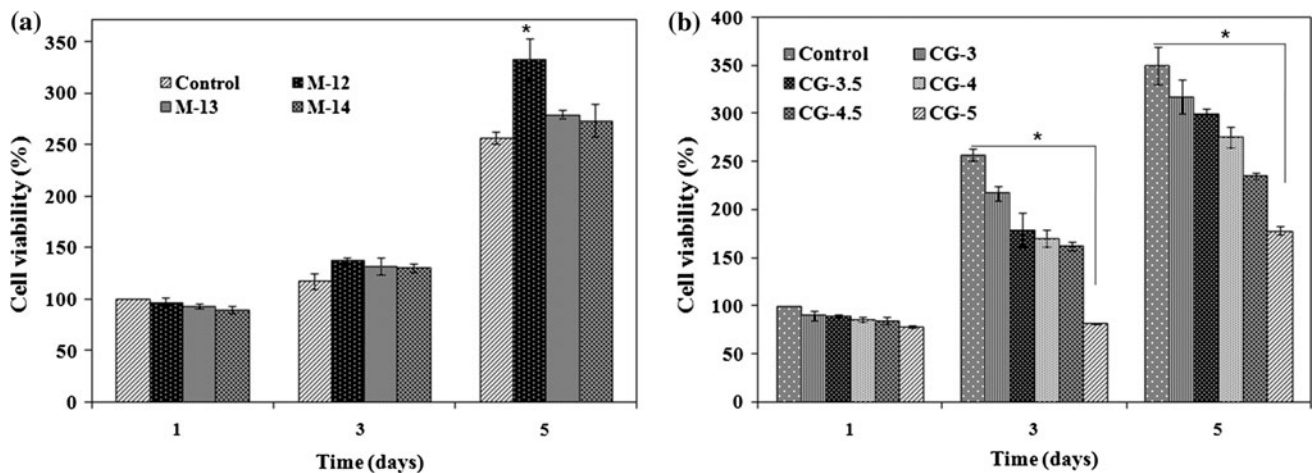 (a)
350
300
250
200
150
100
50
0
Cell viability (%)
Control M-12
M-13 M-14
*
1 3 5
Time (days)
(b)
400
350
300
250
200
150
100
50
0
Cell viability (%)
Control CG-3
CG-3.5 CG-4
CG-4.5 CG-5
*
*
1 3 5
Time (days)